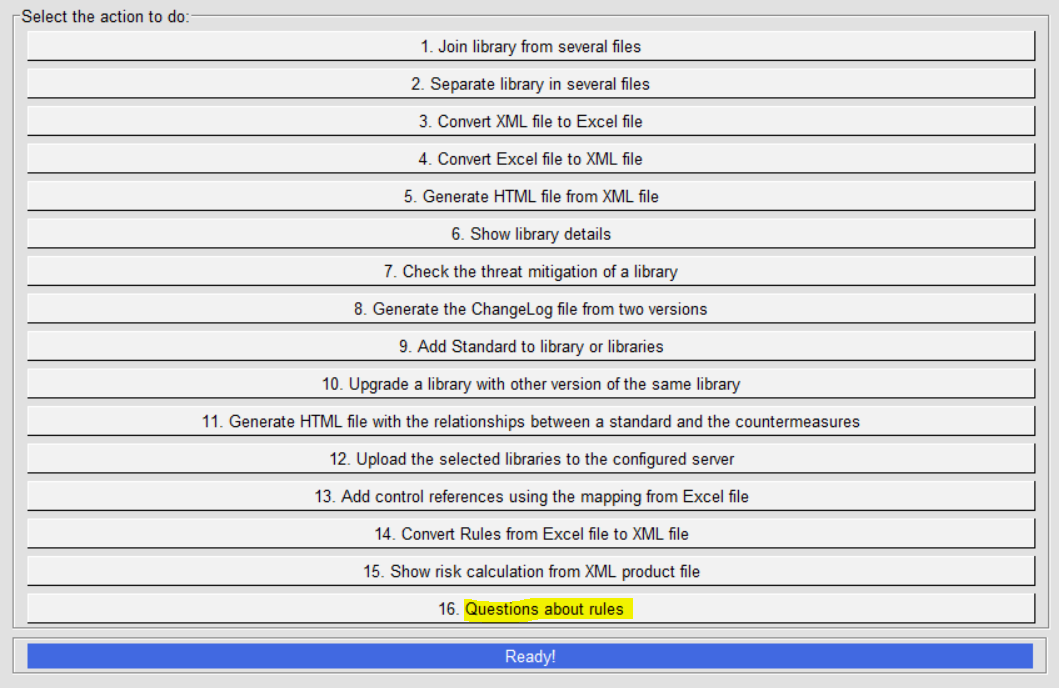 Select the action to do:
1. Join library from several files
2. Separate library in several files
3. Convert XML file to Excel file
4. Convert Excel file to XML file
5. Generate HTML file from XML file
6. Show library details
7. Check the threat mitigation of a library
8. Generate the ChangeLog file from two versions
9. Add Standard to library or libraries
10. Upgrade a library with other version of the same library
11. Generate HTML file with the relationships between a standard and the countermeasures
12. Upload the selected libraries to the configured server
13. Add control references using the mapping from Excel file
14. Convert Rules from Excel file to XML file
15. Show risk calculation from XML product file
16. Questions about rules
Ready!